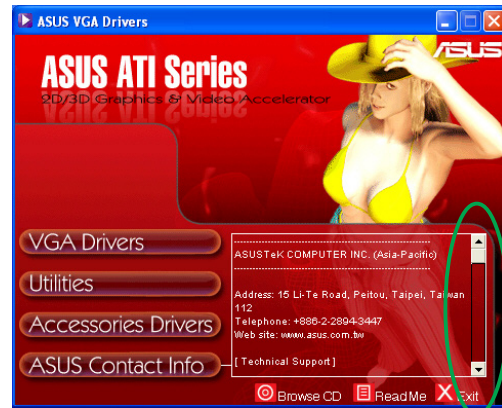 ASUS VGA Drivers
ASUS
ASUS ATI Series
2D/3D Graphics & Video Accelerator
VGA Drivers
Utilities
Accessories Drivers
ASUS Contact Info
ASUSTeK COMPUTER INC. (Asia-Pacific)
Address: 15 Li-Te Road, Peitou, Taipei, Taiwan
112
Telephone: +886-2-2894-3447
Web site: www.asus.com.tw
[ Technical Support ]
Browse CD ReadMe Exit